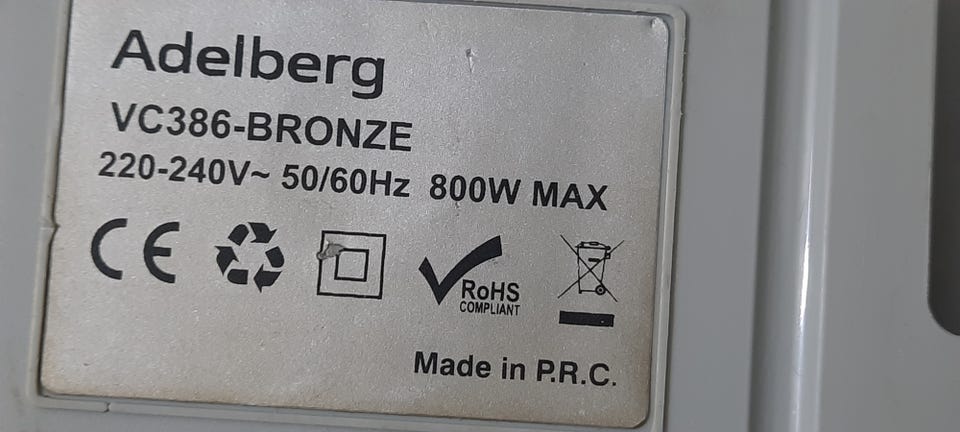 Adelberg
VC386-BRONZE
220-240V~ 50/60Hz 800W MAX
CE
RoHS
COMPLIANT
Made in P.R.C.